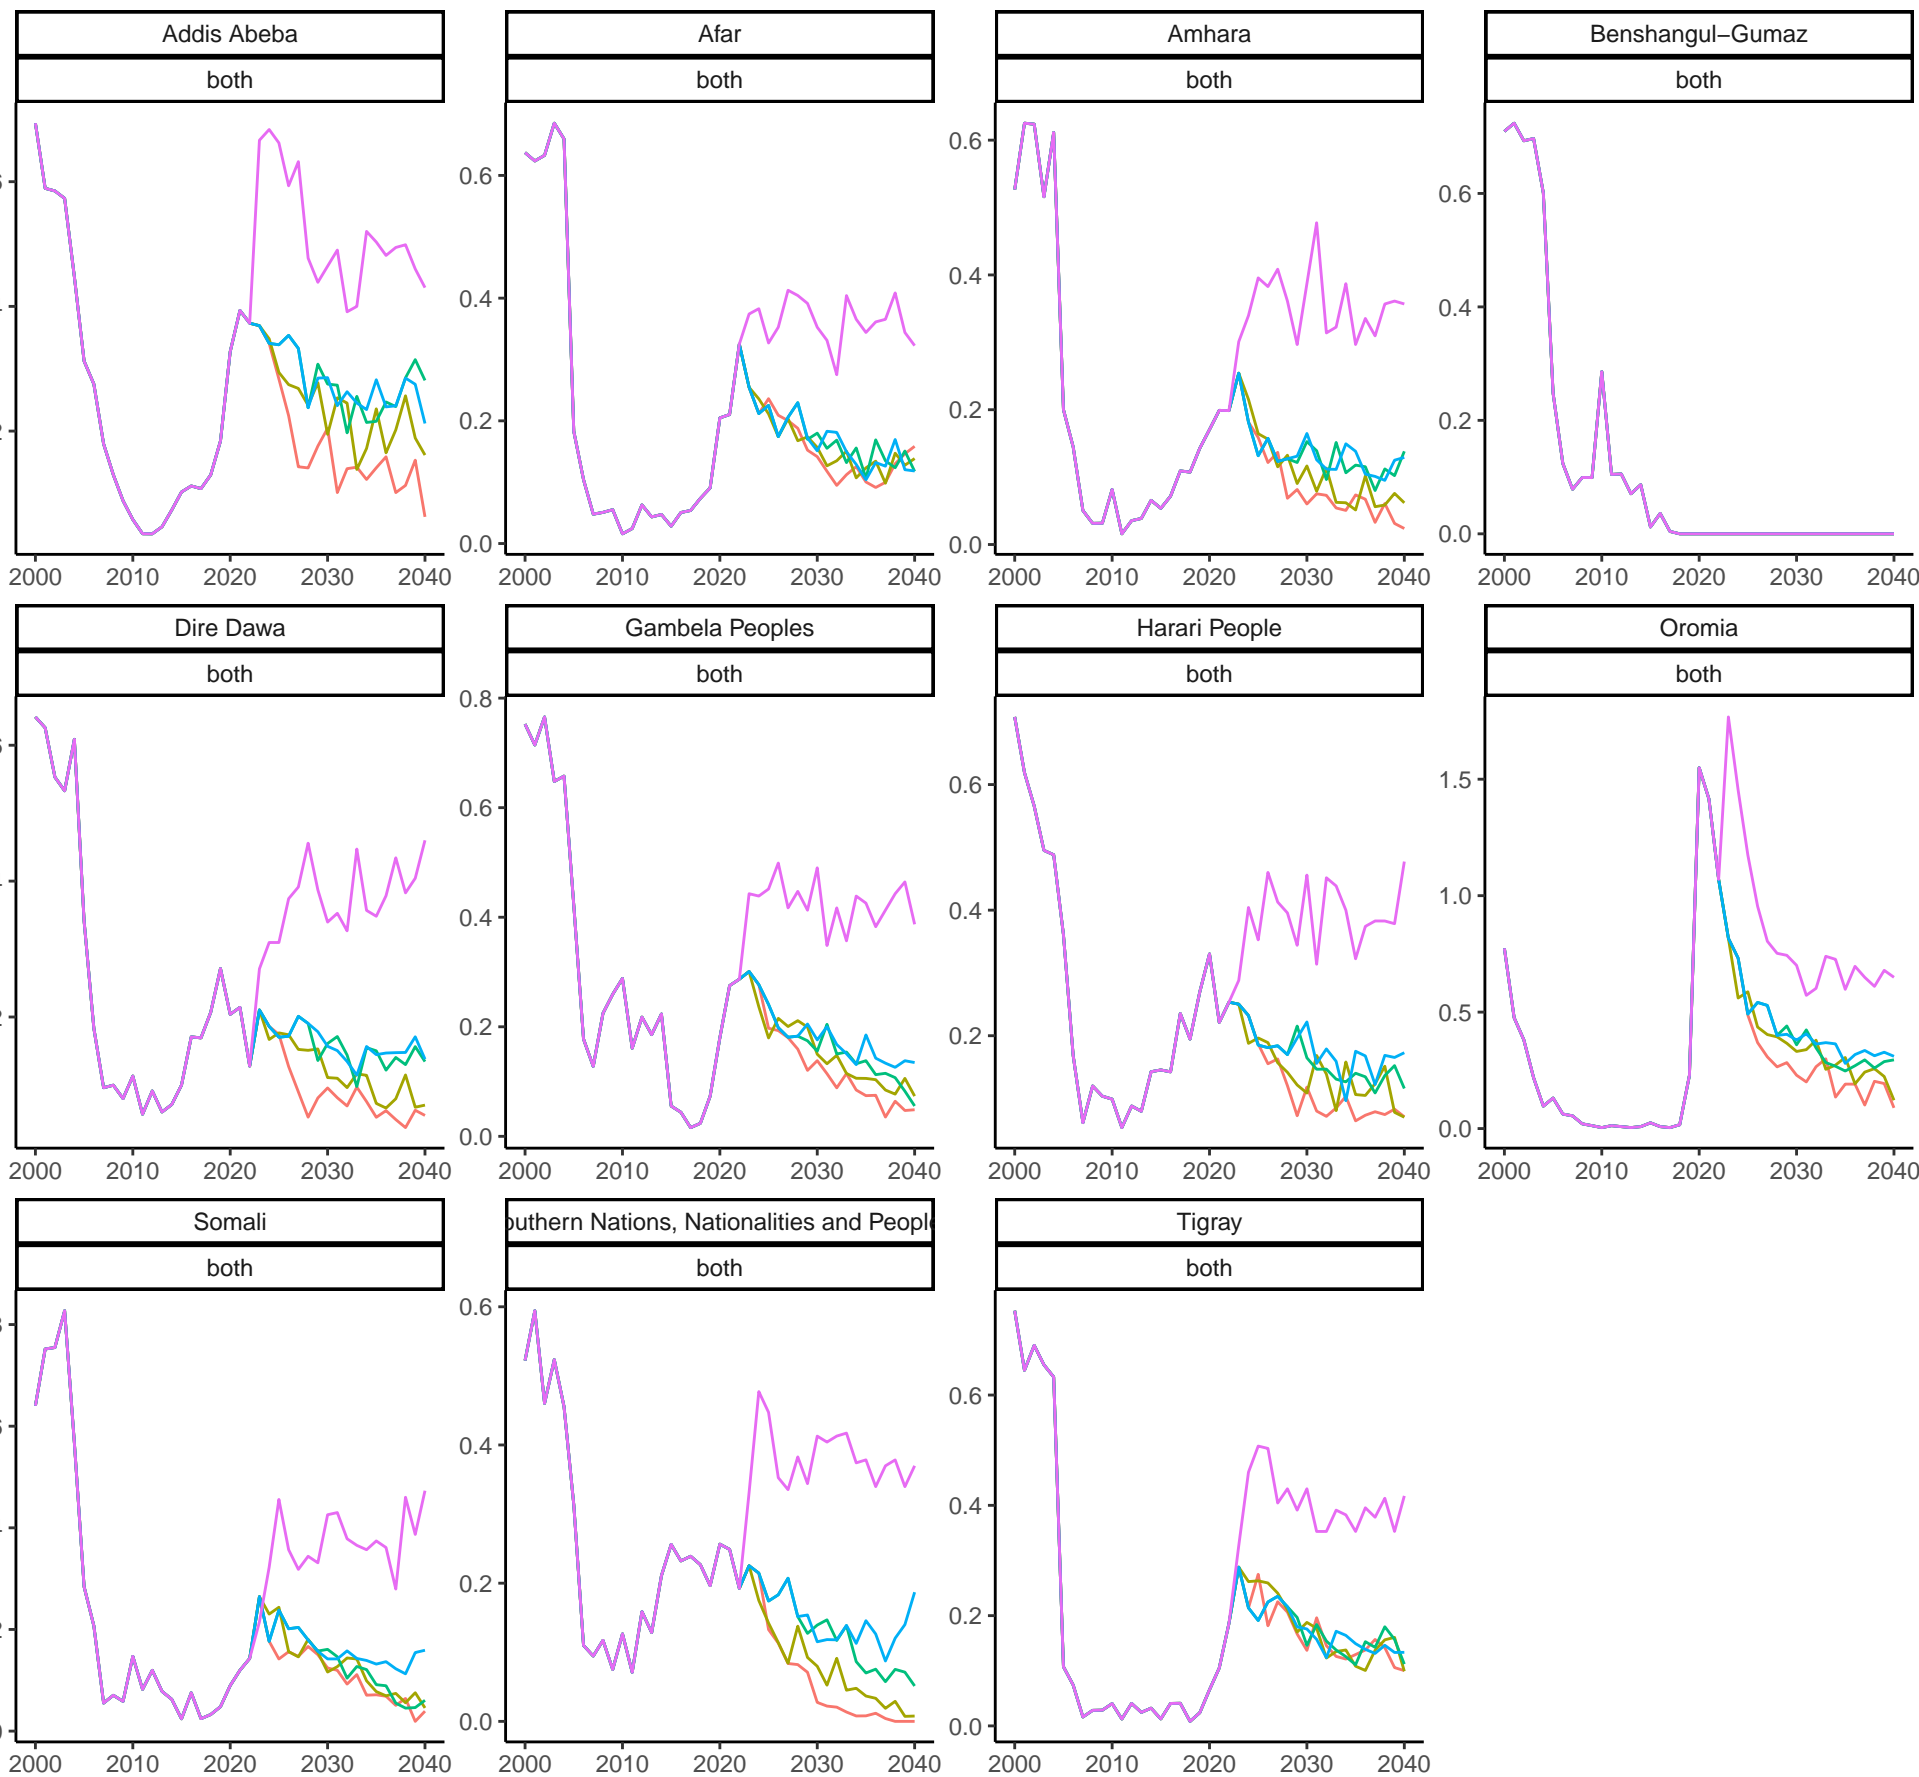 Addis Abeba
both
Afar
both
Amhara
both
Benshangul−Gumaz
both
0.6
0.4
0.2
0.0
0.6
0.4
0.2
0.0
0.6
0.4
0.2
0.0
2000 2010 2020 2030 2040
2000 2010 2020 2030 2040
2000 2010 2020 2030 2040
2000 2010 2020 2030 2040
Dire Dawa
both
Gambela Peoples
both
Harari People
both
Oromia
both
0.8
0.6
0.4
0.2
0.0
0.6
0.4
0.2
1.5
1.0
0.5
0.0
2000 2010 2020 2030 2040
2000 2010 2020 2030 2040
2000 2010 2020 2030 2040
2000 2010 2020 2030 2040
Somali
both
outhern Nations, Nationalities and People
both
Tigray
both
0.6
0.4
0.2
0.0
0.6
0.4
0.2
0.0
2000 2010 2020 2030 2040
2000 2010 2020 2030 2040
2000 2010 2020 2030 2040